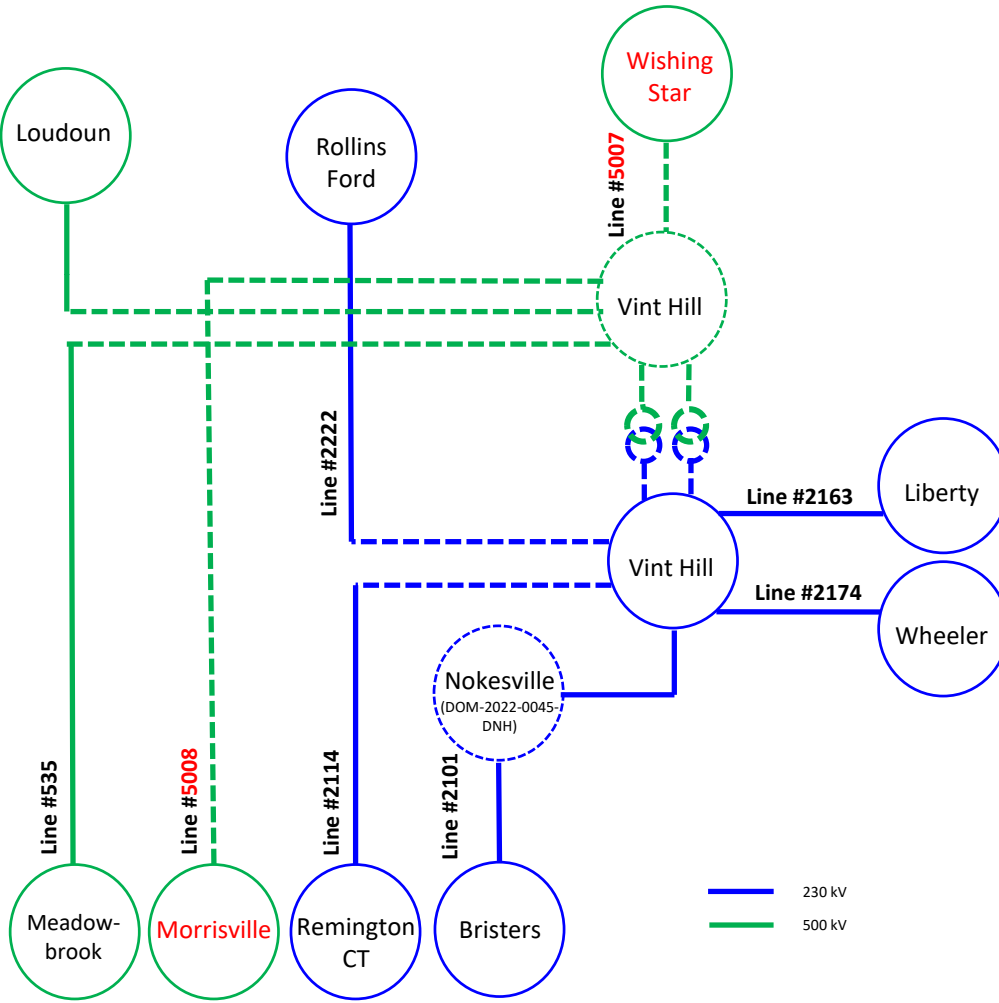 Wishing
Star
Loudoun
Rollins
Ford
Line #5007
Vint Hill
Line #2222
Line #2163
Liberty
Vint Hill
Line #2174
Wheeler
Nokesville
(DOM-2022-0045-
DNH)
Line #535
Line #5008
Line #2114
Line #2101
Meadow-
brook
Morrisville
Remington
CT
Bristers
230 kV
500 kV